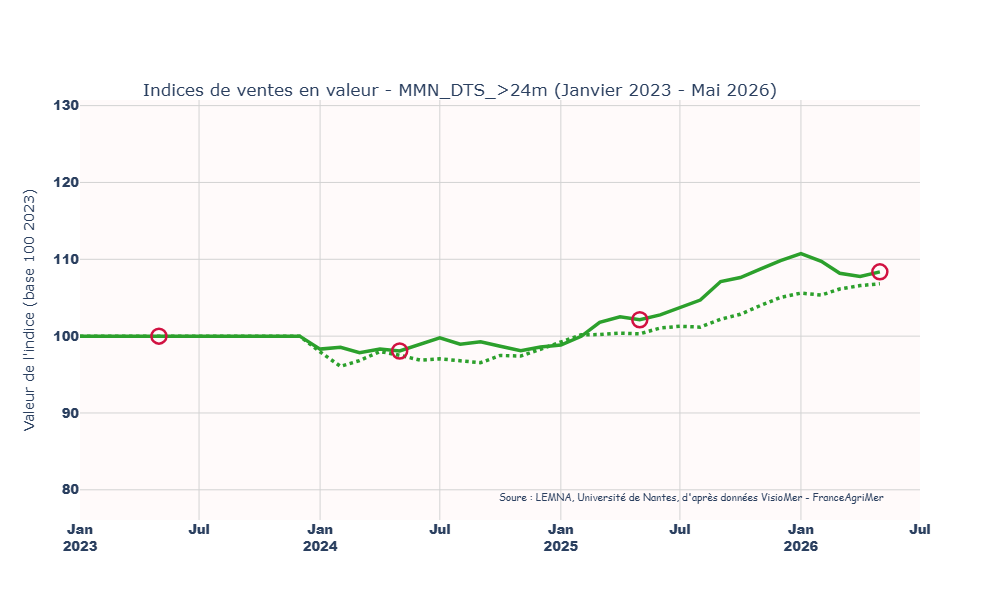 Indices de ventes en valeur - MMN_DTS_>24m (Janvier 2023 - Mai 2026)
Valeur de l'Indice (base 100 2023)
130
120
110
100
90
80
Soure : LEMNA, Université de Nantes, d'après données VisioMer - FranceAgriMer
Jan Jul Jan Jul Jan Jul Jan Jul
2023 2024 2025 2026